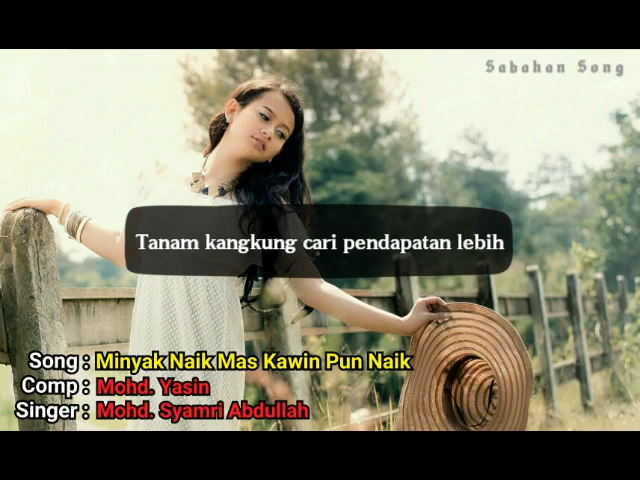 Sabahan Song
Tanam kangkung cari pendapatan lebih
Song : Minyak Naik Mas Kawin Pun Naik
Comp : Mohd. Yasin
Singer : Mohd. Syamri Abdullah